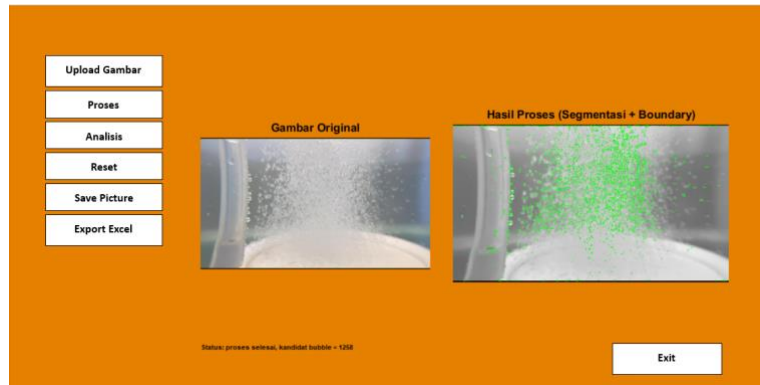 Upload Gambar
Proses
Analisis
Reset
Save Picture
Export Excel
Gambar Original
Hasil Proses (Segmentasi + Boundary)
Status: proses selesai, kandidat bubble = 1258
Exit